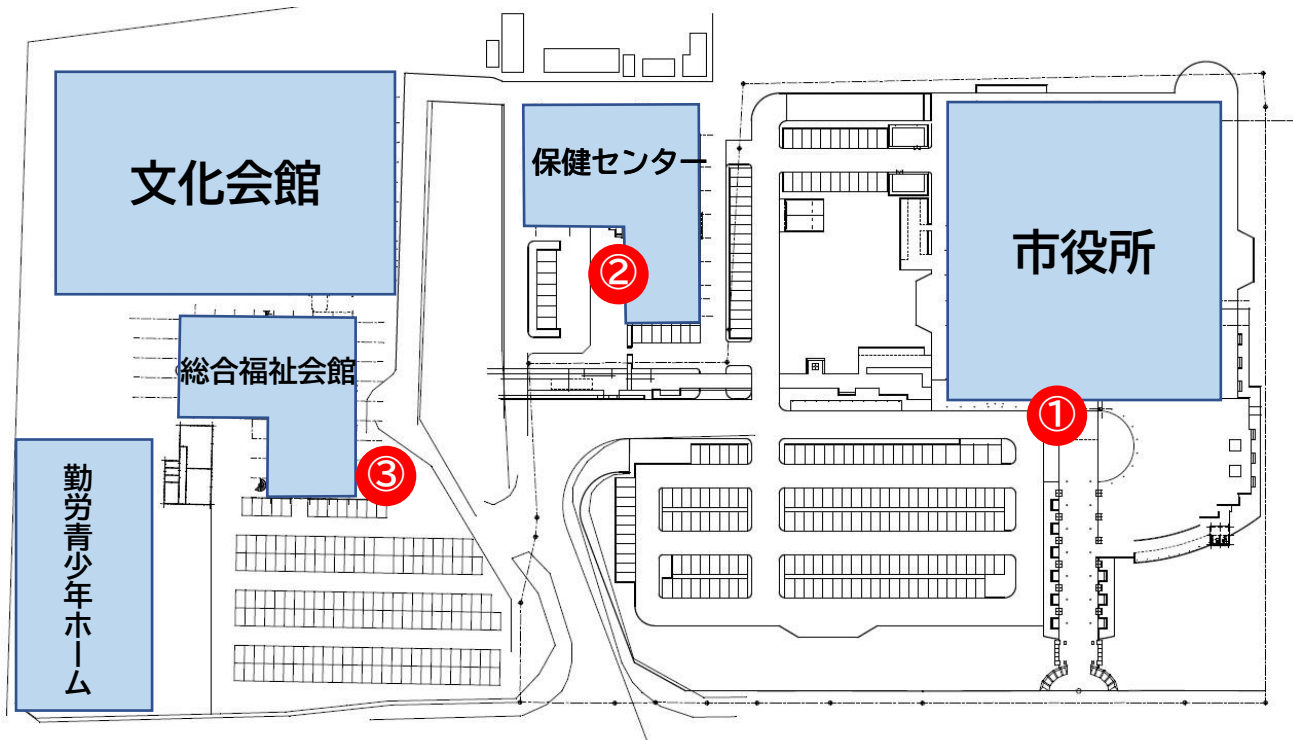 文化会館
保健センター
市役所
②
総合福祉会館
①
③
勤労青少年ホーム